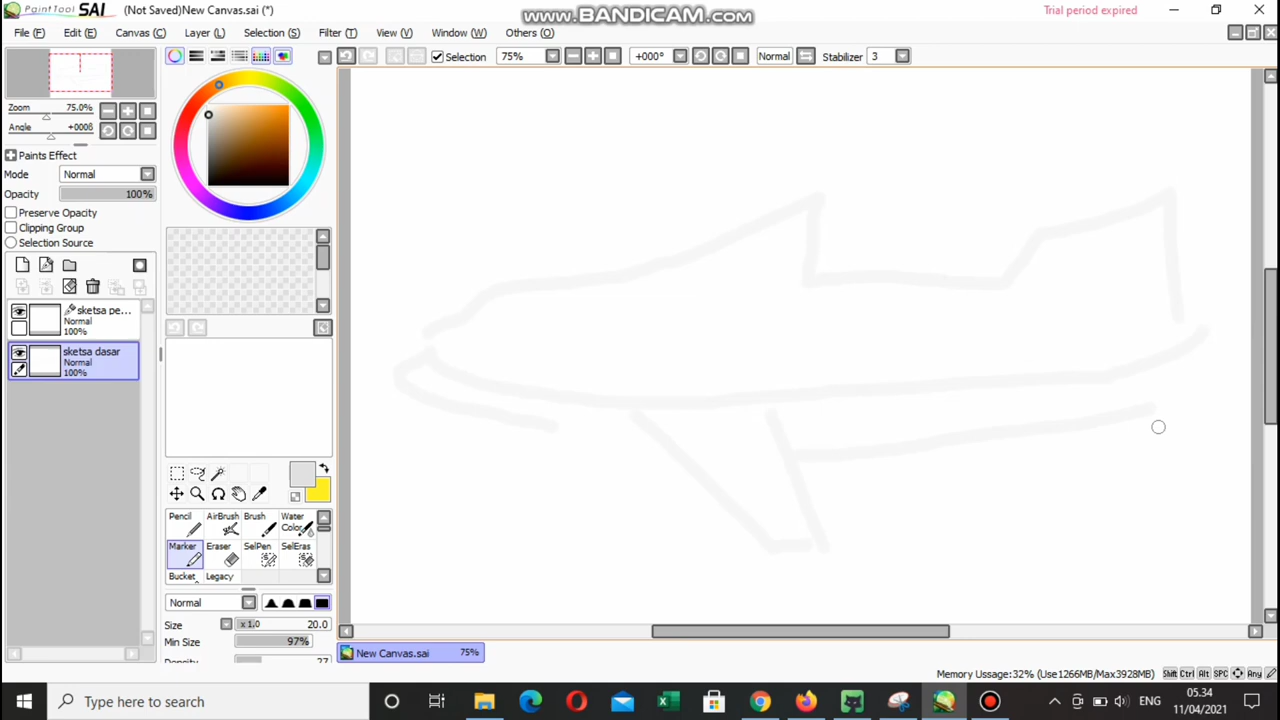 PaintTool SAI
(Not Saved)New Canvas.sai (*)
www.BANDICAM.com
Trial period expired
File (F)
Edit (E)
Canvas (C)
Layer (L)
Selection (S)
Filter (T)
View (V)
Window (W)
Others (O)
Selection
75%
+000°
Normal
Stabilizer
3
Zoom
75.0%
Angle
+000ß
Paints Effect
Mode
Normal
Opacity
100%
Preserve Opacity
Clipping Group
Selection Source
sketsa pe...
Normal
100%
sketsa dasar
Normal
100%
Pencil
AirBrush
Brush
Water
Color
Marker
Eraser
SelPen
SelEras
Bucket
Legacy
Normal
Size
x 1.0
20.0
Min Size
97%
Density
27
New Canvas.sai
75%
Memory Usage:32% (Use1266MB/Max3928MB)
Shift Ctrl Alt SPC Any
Type here to search
ENG
05.34
11/04/2021